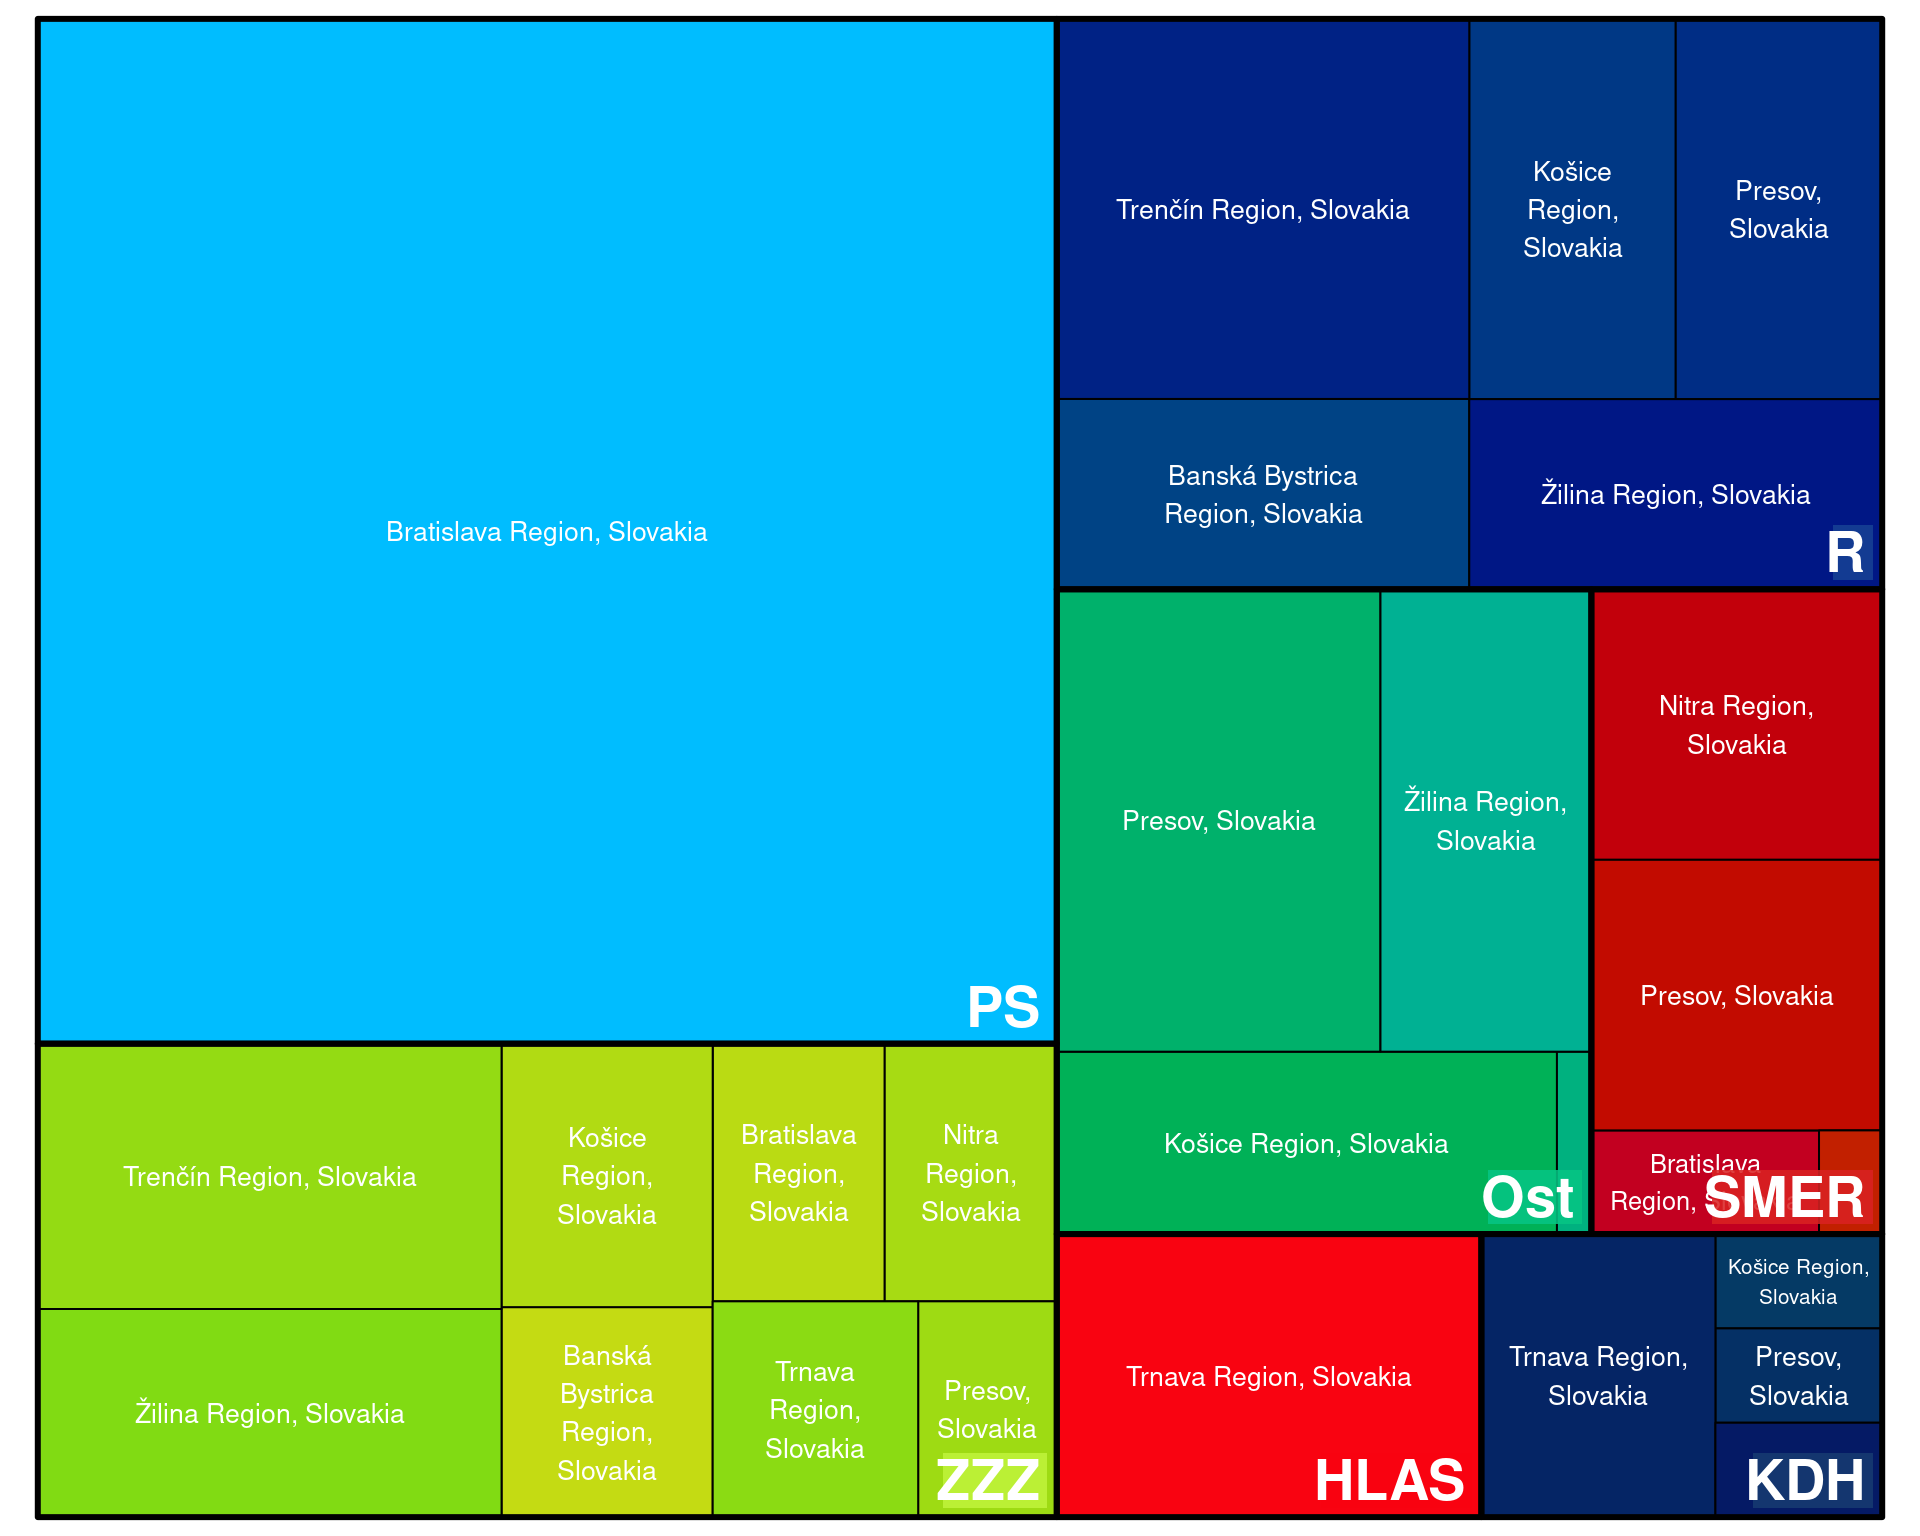 Bratislava Region, Slovakia
PS
Trenčín Region, Slovakia
Košice
Region,
Slovakia
Presov,
Slovakia
Banská Bystrica
Region, Slovakia
Žilina Region, Slovakia
R
Presov, Slovakia
Žilina Region,
Slovakia
Košice Region, Slovakia
Ost
Nitra Region,
Slovakia
Presov, Slovakia
Bratislava
Region,
SMER
Trenčín Region, Slovakia
Košice
Region,
Slovakia
Bratislava
Region,
Slovakia
Nitra
Region,
Slovakia
Žilina Region, Slovakia
Banská
Bystrica
Region,
Slovakia
Trnava
Region,
Slovakia
Presov,
Slovakia
ZZZ
Trnava Region, Slovakia
HLAS
Trnava Region,
Slovakia
Košice Region,
Slovakia
Presov,
Slovakia
KDH